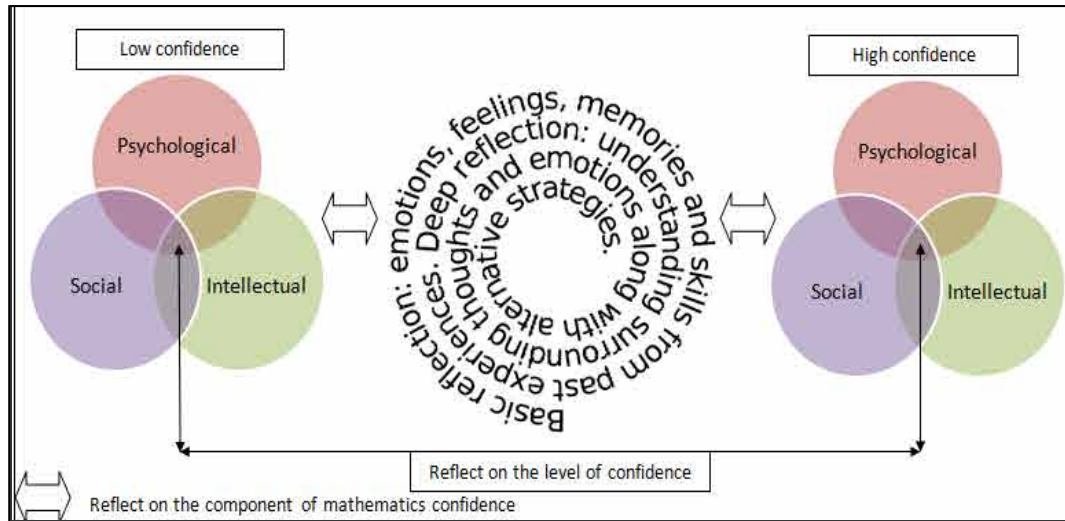 Low confidence
Psychological
Social
Intellectual
Basic reflection: emotions, feelings, memories and skills from past experiences. Deep reflection: understanding surrounding thoughts and emotions along with alternative strategies.
High confidence
Psychological
Social
Intellectual
Reflect on the level of confidence
Reflect on the component of mathematics confidence